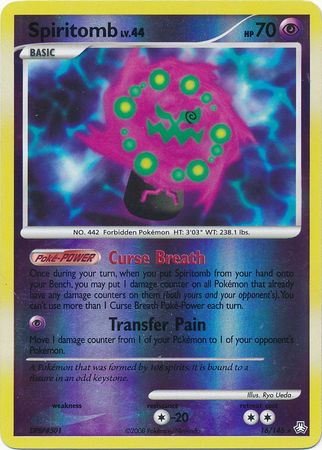 Spiritomb LV.44
HP 70
BASIC
NO. 442 Forbidden Pokémon HT: 3'03" WT: 238.1 lbs.
Poké-POWER Curse Breath
Once during your turn, when you put Spiritomb from your hand onto
your Bench, you may put 1 damage counter on all Pokémon that already
have any damage counters on them (both yours and your opponent's). You
can't use more than 1 Curse Breath Poké-Power each turn.
Transfer Pain
Move 1 damage counter from 1 of your Pokémon to 1 of your opponent's
Pokémon.
A Pokémon that was formed by 108 spirits. It is bound to a
fissure in an odd keystone.
Illus. Ryo Ueda
weakness
resistance
retreat cost
-20
©2008 Pokémon/Nintendo
16/146